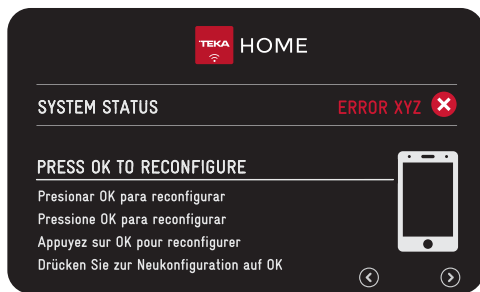 TEKA HOME
SYSTEM STATUS ERROR XYZ
PRESS OK TO RECONFIGURE
Presionar OK para reconfigurar
Pressione OK para reconfigurar
Appuyez sur OK pour reconfigurer
Drücken Sie zur Neukonfiguration auf OK